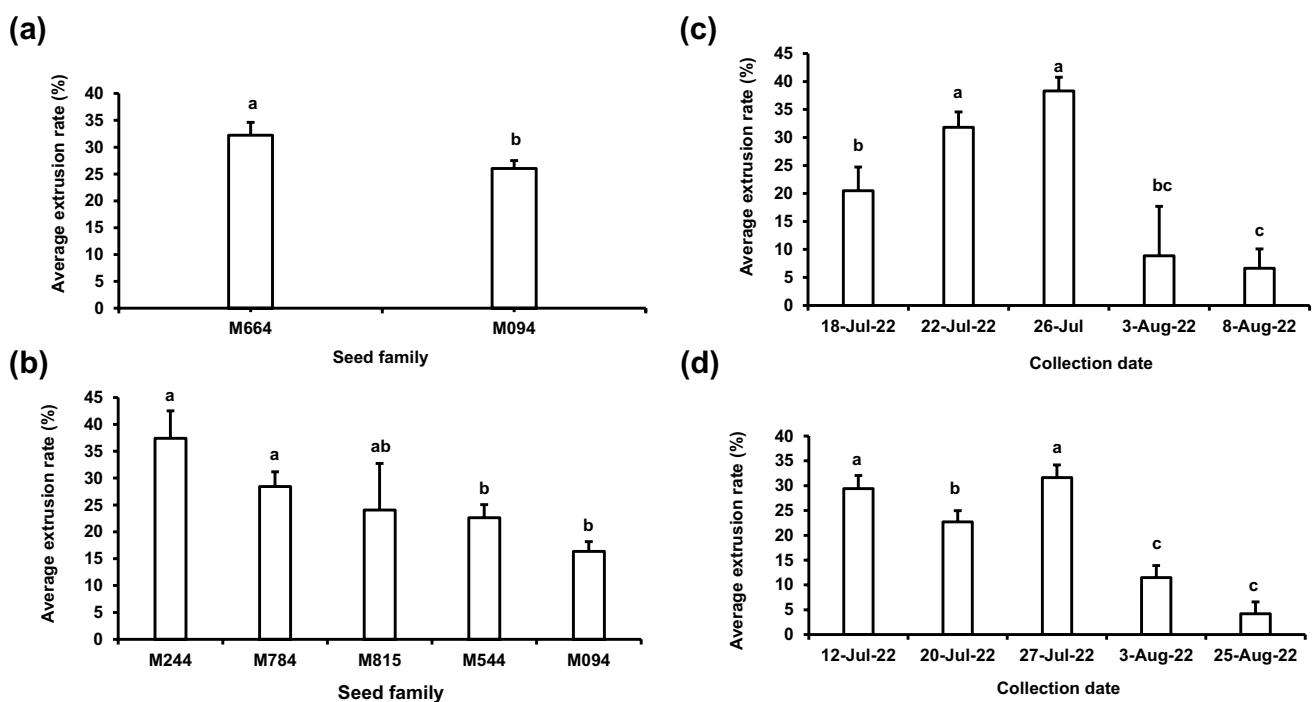 (a)
Average extrusion rate (%)
40
35
30
25
20
15
10
5
0
a
b
M664 M094
Seed family
(b)
Average extrusion rate (%)
45
40
35
30
25
20
15
10
5
0
a
a
ab
b
b
M244 M784 M815 M544 M094
Seed family
(c)
Average extrusion rate (%)
45
40
35
30
25
20
15
10
5
0
b
a
a
bc
c
18-Jul-22 22-Jul-22 26-Jul 3-Aug-22 8-Aug-22
Collection date
(d)
Average extrusion rate (%)
40
35
30
25
20
15
10
5
0
a
b
a
c
c
12-Jul-22 20-Jul-22 27-Jul-22 3-Aug-22 25-Aug-22
Collection date